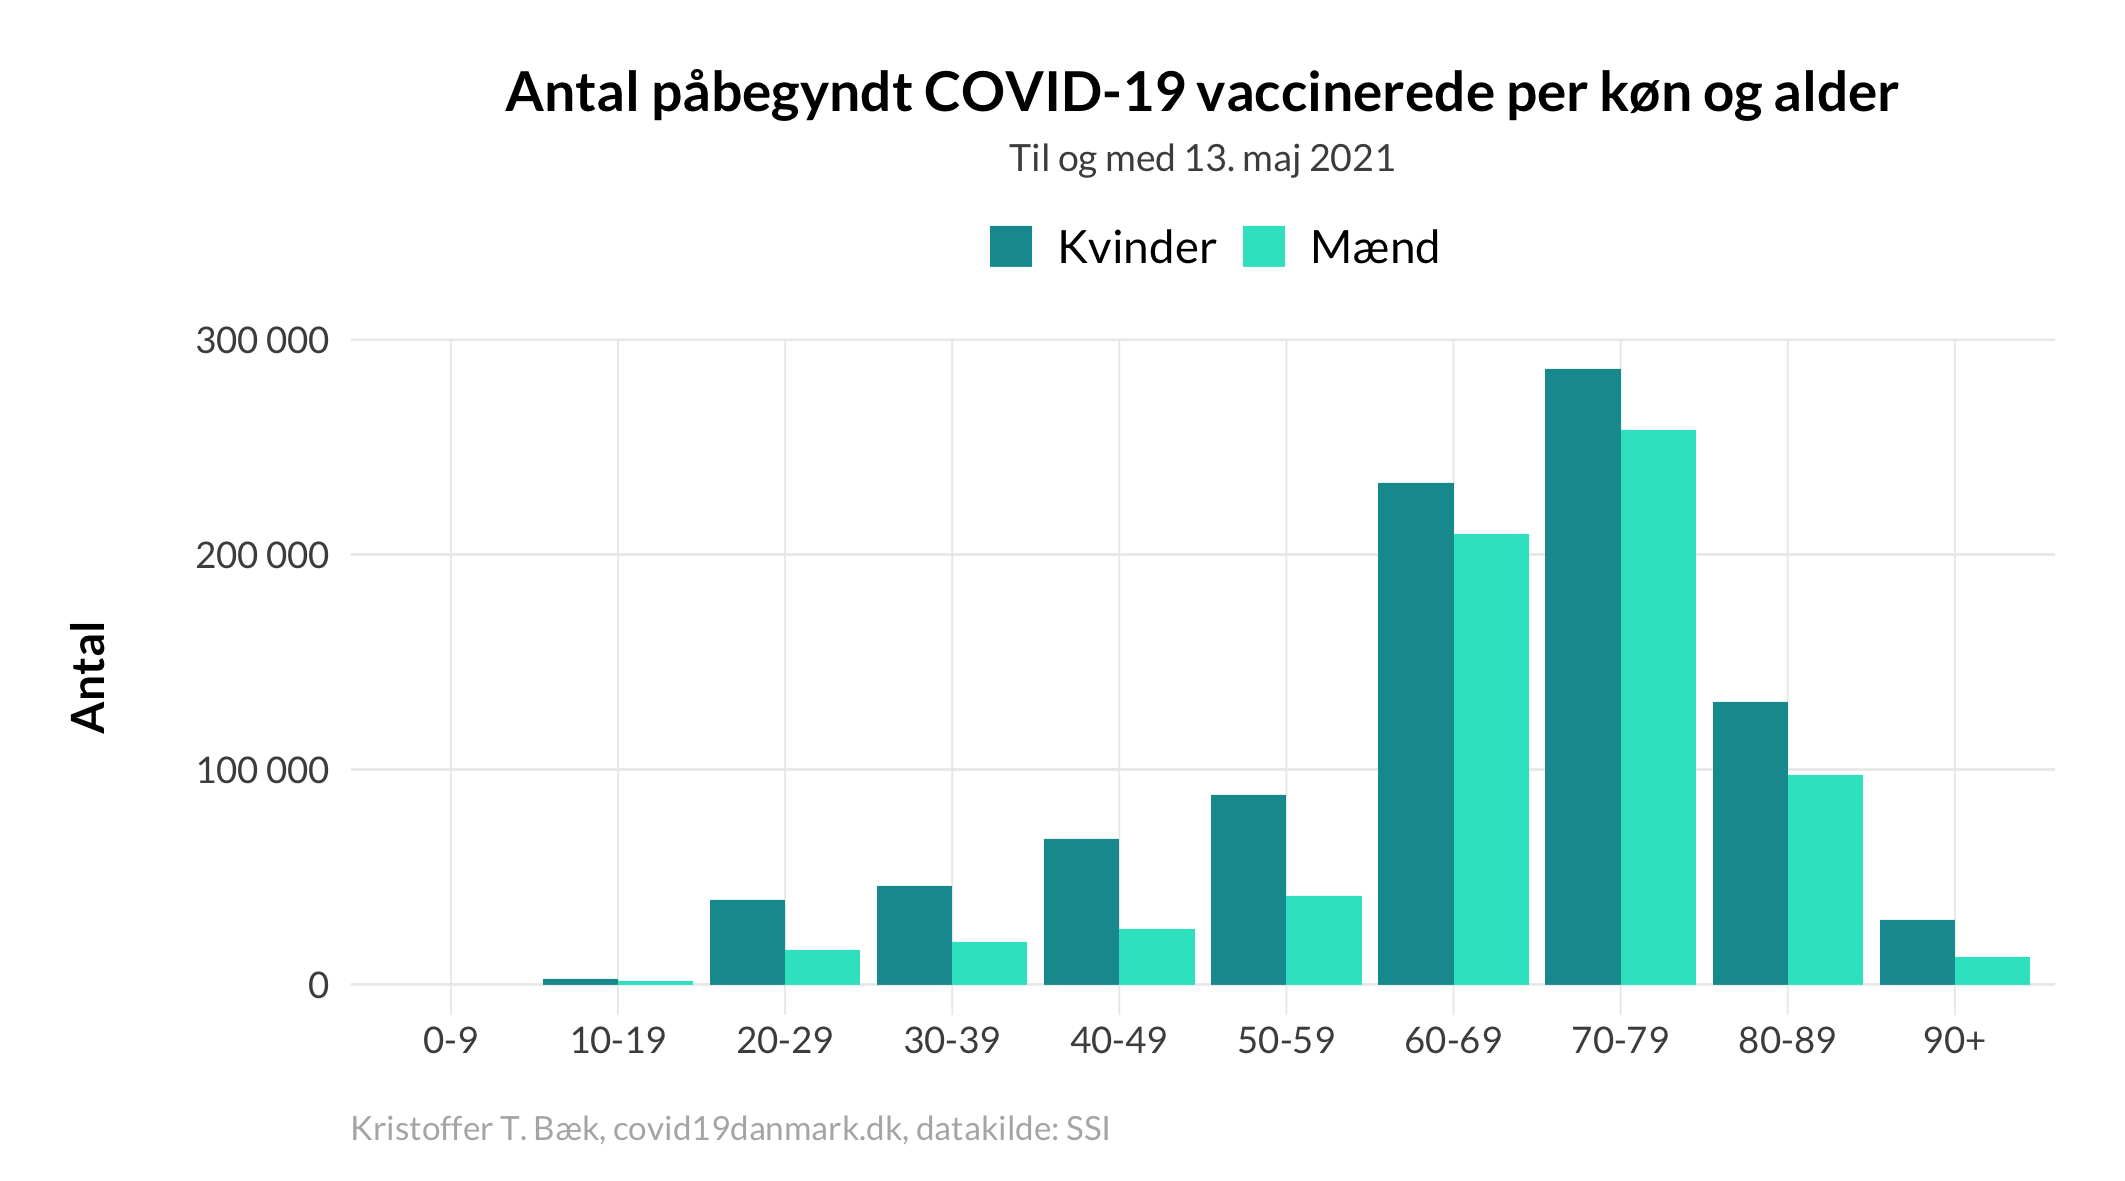 Antal påbegyndt COVID-19 vaccinerede per køn og alder
Til og med 13. maj 2021
Kvinder Mænd
Antal
300 000
200 000
100 000
0
0-9 10-19 20-29 30-39 40-49 50-59 60-69 70-79 80-89 90+
Kristoffer T. Bæk, covid19danmark.dk, datakilde: SSI